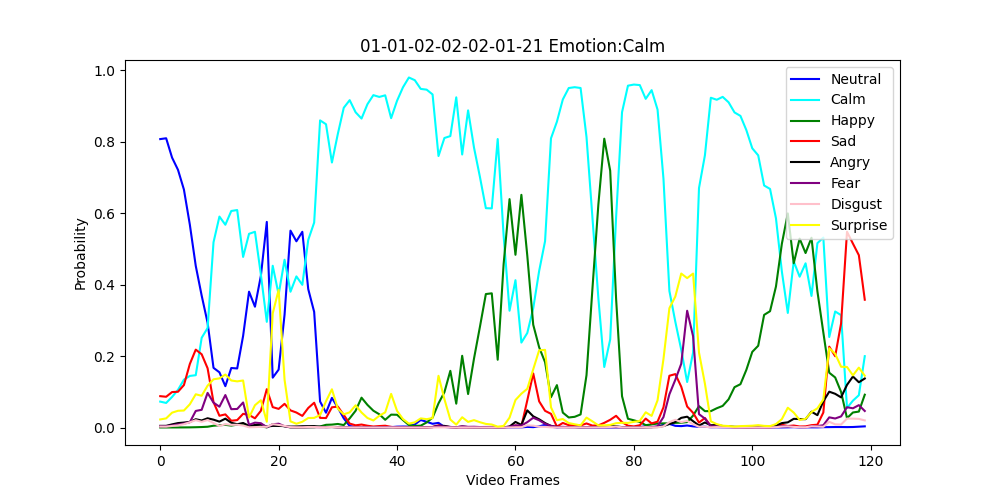 01-01-02-02-02-01-21 Emotion:Calm
Probability
1.0
0.8
0.6
0.4
0.2
0.0
0
20
40
60
80
100
120
Video Frames
Neutral
Calm
Happy
Sad
Angry
Fear
Disgust
Surprise